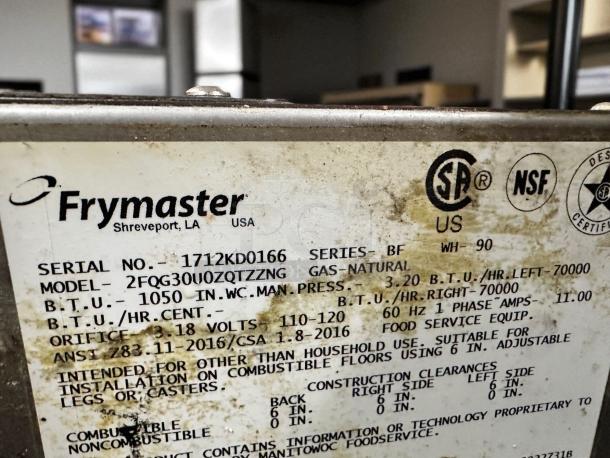 Frymaster
Shreveport, LA USA
CSA ® US
NSF
DES
CERTIFIE
SERIAL NO.- 1712KD0166 SERIES- BF WH- 90
MODEL- 2FQG30U0ZQTZZNG GAS-NATURAL
B.T.U.- 1050 IN.WC.MAN.PRESS.- 3.20 B.T.U./HR.LEFT-70000
B.T.U./HR.CENT.- B.T.U./HR.RIGHT-70000
ORIFICE 3.18 VOLTS- 110-120 60 Hz 1 PHASE AMPS- 11.00
ANSI Z83.11-2016/CSA 1.8-2016 FOOD SERVICE EQUIP.
INTENDED FOR OTHER THAN HOUSEHOLD USE. SUITABLE FOR
INSTALLATION ON COMBUSTIBLE FLOORS USING 6 IN. ADJUSTABLE
LEGS OR CASTERS.
CONSTRUCTION CLEARANCES
BACK RIGHT SIDE LEFT SIDE
COMBUSTIBLE 6 IN. 6 IN. 6 IN.
NONCOMBUSTIBLE 0 IN. 0 IN. 0 IN.
CONTAINS INFORMATION OR TECHNOLOGY PROPRIETARY TO
BY MANITOWOC FOODSERVICE.